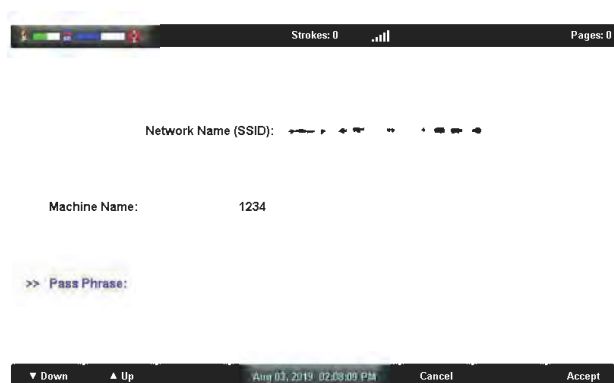 Strokes: 0 Pages: 0
Network Name (SSID):
Machine Name: 1234
>> Pass Phrase:
▼ Down ▲ Up Aug 03, 2019 02:08:09 PM Cancel Accept